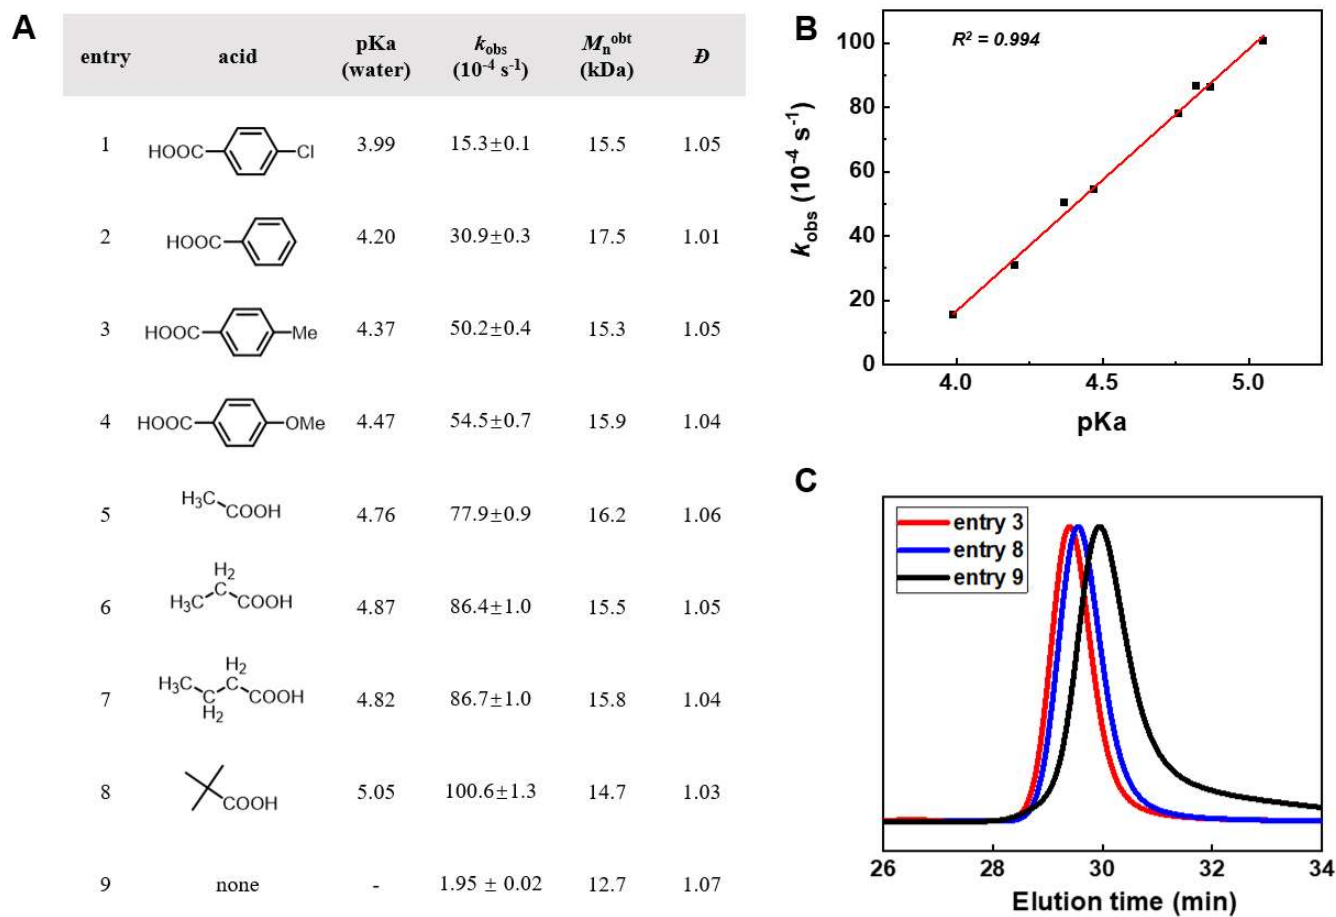 A
entry acid pKa (water) kobs (10⁻⁴ s⁻¹) Mnobt (kDa) Đ
1 HOOC Cl 3.99 15.3±0.1 15.5 1.05
2 HOOC 4.20 30.9±0.3 17.5 1.01
3 HOOC Me 4.37 50.2±0.4 15.3 1.05
4 HOOC OMe 4.47 54.5±0.7 15.9 1.04
5 H₃C COOH 4.76 77.9±0.9 16.2 1.06
6 H₃C C H₂ COOH 4.87 86.4±1.0 15.5 1.05
7 H₃C C H₂ C H₂ COOH 4.82 86.7±1.0 15.8 1.04
8 COOH 5.05 100.6±1.3 14.7 1.03
9 none - 1.95 ± 0.02 12.7 1.07
B
R² = 0.994
kobs (10⁻⁴ s⁻¹)
100
80
60
40
20
0
4.0 4.5 5.0
pKa
C
entry 3
entry 8
entry 9
26 28 30 32 34
Elution time (min)